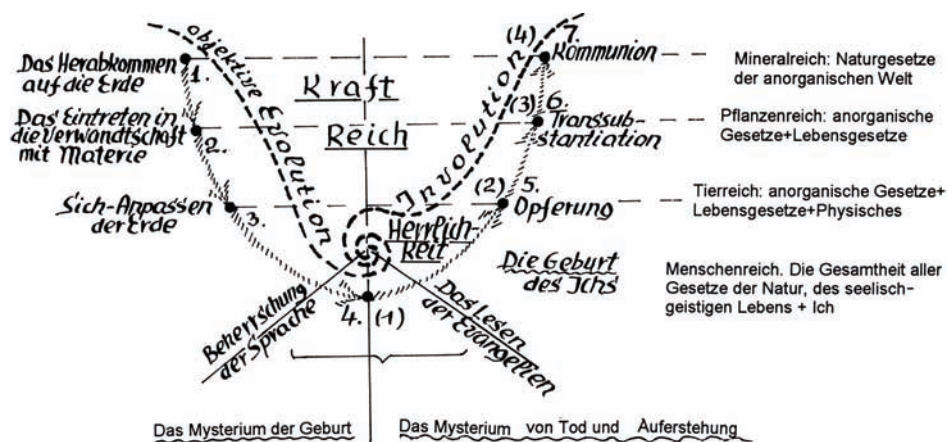 objektive Evolution
Involution
(4) 7.
Das Herabkommen
auf die Erde
1.
Kommunion
Mineralreich: Naturgesetze
der anorganischen Welt
Kraft
(3) 6.
Das Eintreten in
die Verwandtschaft
mit Materie
2.
Reich
Transsub-
stantiation
Pflanzenreich: anorganische
Gesetze+Lebensgesetze
(2) 5.
Sich-Anpassen
der Erde
3.
Herrlich-
keit
Opferung
Tierreich: anorganische Gesetze+
Lebensgesetze+Physisches
Die Geburt
des Ichs
Menschenreich. Die Gesamtheit aller
Gesetze der Natur, des seelisch-
geistigen Lebens + Ich
4. (1)
Beherrschung
der Sprache
Das Lesen
der Evangelien
Das Mysterium der Geburt
Das Mysterium von Tod und Auferstehung